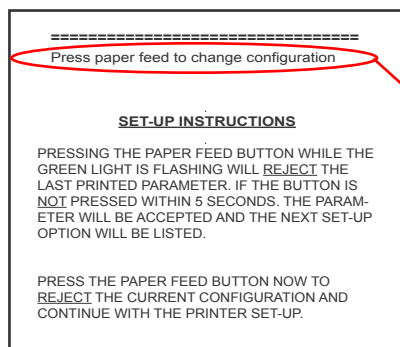 ==================================
Press paper feed to change configuration
.
SET-UP INSTRUCTIONS
.
PRESSING THE PAPER FEED BUTTON WHILE THE
GREEN LIGHT IS FLASHING WILL REJECT THE
LAST PRINTED PARAMETER. IF THE BUTTON IS
NOT PRESSED WITHIN 5 SECONDS. THE PARAM-
ETER WILL BE ACCEPTED AND THE NEXT SET-UP
OPTION WILL BE LISTED.
PRESS THE PAPER FEED BUTTON NOW TO
REJECT THE CURRENT CONFIGURATION AND
CONTINUE WITH THE PRINTER SET-UP.